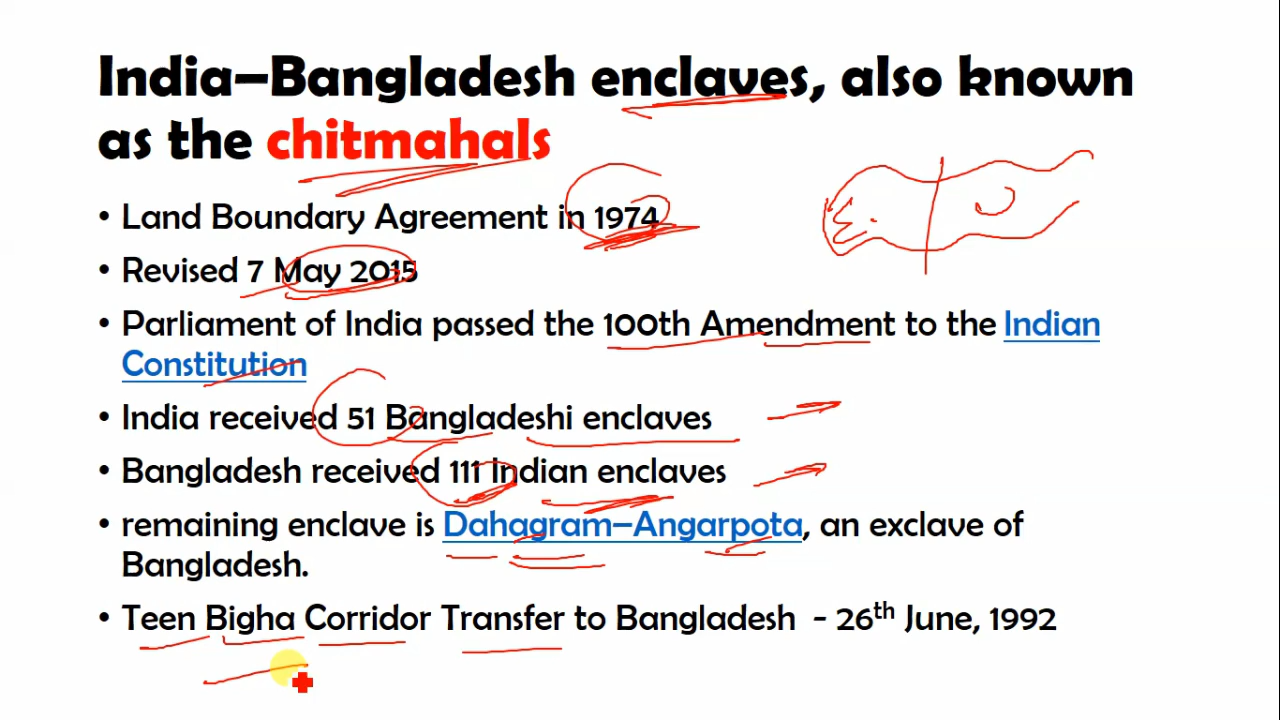 India–Bangladesh enclaves, also known
as the chitmahals
• Land Boundary Agreement in 1974
• Revised 7 May 2015
• Parliament of India passed the 100th Amendment to the Indian
Constitution
• India received 51 Bangladeshi enclaves
• Bangladesh received 111 Indian enclaves
• remaining enclave is Dahagram–Angarpota, an exclave of
Bangladesh.
• Teen Bigha Corridor Transfer to Bangladesh - 26th June, 1992